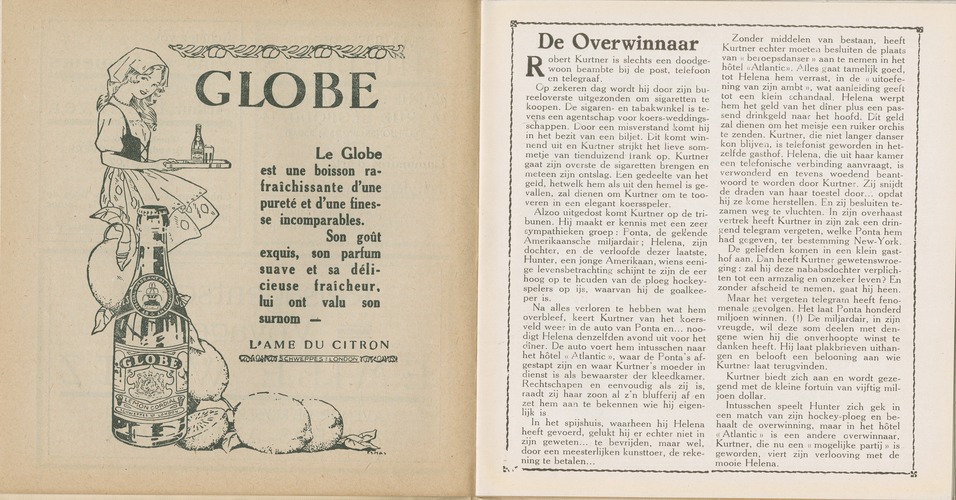 GLOBE
Le Globe
est une boisson ra-
fraîchissante d'une
pureté et d'une fines-
se incomparables.
Son goût
exquis, son parfum
suave et sa déli-
cieuse fraîcheur,
lui ont valu son
surnom —
L'AME DU CITRON
SCHWEPPES · LONDON
GLOBE
LEMON CORDIAL
De Overwinnaar
Robert Kurtner is slechts een doodge-
woon beambte bij de post, telefoon
en telegraaf.
Op zekeren dag wordt hij door zijn bu-
reeloverste uitgezonden om sigaretten te
koopen. De sigaren- en tabakwinkel is te-
vens een agentschap voor koers-weddings-
schappen. Door een misverstand komt hij
in het bezit van een biljet. Dit komt win-
nend uit en Kurtner strijkt het lieve som-
metje van tienduizend frank op. Kurtner
gaat zijn overste de sigaretten brengen en
meteen zijn ontslag. Een gedeelte van het
geld, hetwelk hem als uit den hemel is ge-
vallen, zal dienen om Kurtner om te too-
veren in een elegant koersspeler.
Alzoo uitgedost komt Kurtner op de tri-
bunen. Hij maakt er kennis met een zeer
sympathieken groep : Ponta, de gekende
Amerikaansche miljardair ; Helena, zijn
dochter, en de verloofde dezer laatste,
Hunter, een jonge Amerikaan, wiens eeni-
ge levensbetrachting schijnt te zijn de eer
hoog op te houden van de ploeg hockey-
spelers op ijs, waarvan hij de goalkee-
per is.
Na alles verloren te hebben wat hem
overbleef, keert Kurtner van het koers-
veld weer in de auto van Ponta en... noo-
digt Helena denzelfden avond uit voor het
dîner. De auto voert hem intusschen naar
het hôtel « Atlantic », waar de Ponta's af-
gestapt zijn en waar Kurtner's moeder in
dienst is als bewaarster der kleedkamer.
Rechtschapen en eenvoudig als zij is,
raadt zij haar zoon al z'n blufferij af en
zet hem aan te bekennen wie hij eigen-
lijk is
In het spijshuis, waarheen hij Helena
heeft gevoerd, gelukt hij er echter niet in
zijn geweten... te bevrijden, maar wel,
door een meesterlijken kunsttoer, de reke-
ning te betalen...
Zonder middelen van bestaan, heeft
Kurtner echter moeten besluiten de plaats
van « beroepsdanser » aan te nemen in het
hôtel «Atlantic». Alles gaat tamelijk goed,
tot Helena hem verrast, in de « uitoefe-
ning van zijn ambt », wat aanleiding geeft
tot een klein schandaal. Helena werpt
hem het geld van het dîner plus een pas-
send drinkgeld naar het hoofd. Dit geld
zal dienen om het meisje een ruiker orchis
te zenden. Kurtner, die niet langer danser
kon blijven, is telefonist geworden in het-
zelfde gasthof. Helena, die uit haar kamer
een telefonische verbinding aanvraagt, is
verwonderd en tevens woedend beant-
woord te worden door Kurtner. Zij snijdt
de draden van haar toestel door... opdat
hij ze kome herstellen. En zij besluiten te-
zamen weg te vluchten. In zijn overhaast
vertrek heeft Kurtner in zijn zak een drin-
gend telegram vergeten, welke Ponta hem
had gegeven, ter bestemming New-York.
De geliefden komen in een klein gast-
hof aan. Dan heeft Kurtner gewetenswroe-
ging : zal hij deze nababsdochter verplich-
ten tot een armzalig en onzeker leven? En
zonder afscheid te nemen, gaat hij heen.
Maar het vergeten telegram heeft feno-
menale gevolgen. Het laat Ponta honderd
miljoen winnen. (!) De miljardair, in zijn
vreugde, wil deze som deelen met den-
gene wien hij die onverhoopte winst te
danken heeft. Hij laat plakbrieven uithan-
gen en belooft een belooning aan wie
Kurtner laat terugvinden.
Kurtner biedt zich aan en wordt geze-
gend met de kleine fortuin van vijftig mil-
joen dollar.
Intusschen speelt Hunter zich gek in
een match van zijn hockey-ploeg en be-
haalt de overwinning, maar in het hôtel
« Atlantic » is een andere overwinnaar,
Kurtner, die nu een « mogelijke partij » is
geworden, viert zijn verloving met de
mooie Helena.